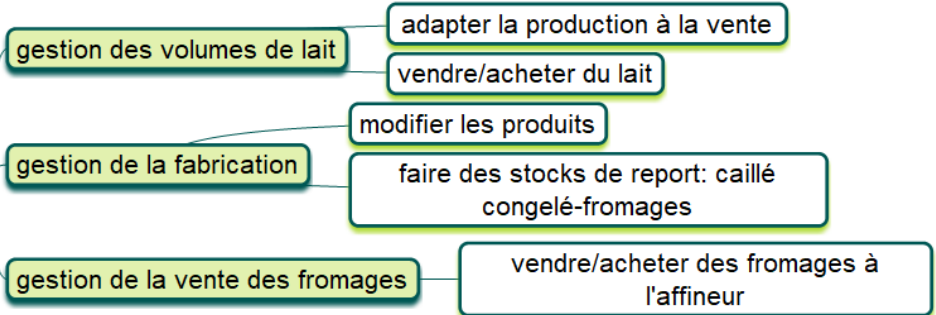 gestion des volumes de lait
adapter la production à la vente
vendre/acheter du lait
gestion de la fabrication
modifier les produits
faire des stocks de report: caillé
congelé-fromages
gestion de la vente des fromages
vendre/acheter des fromages à
l'affineur